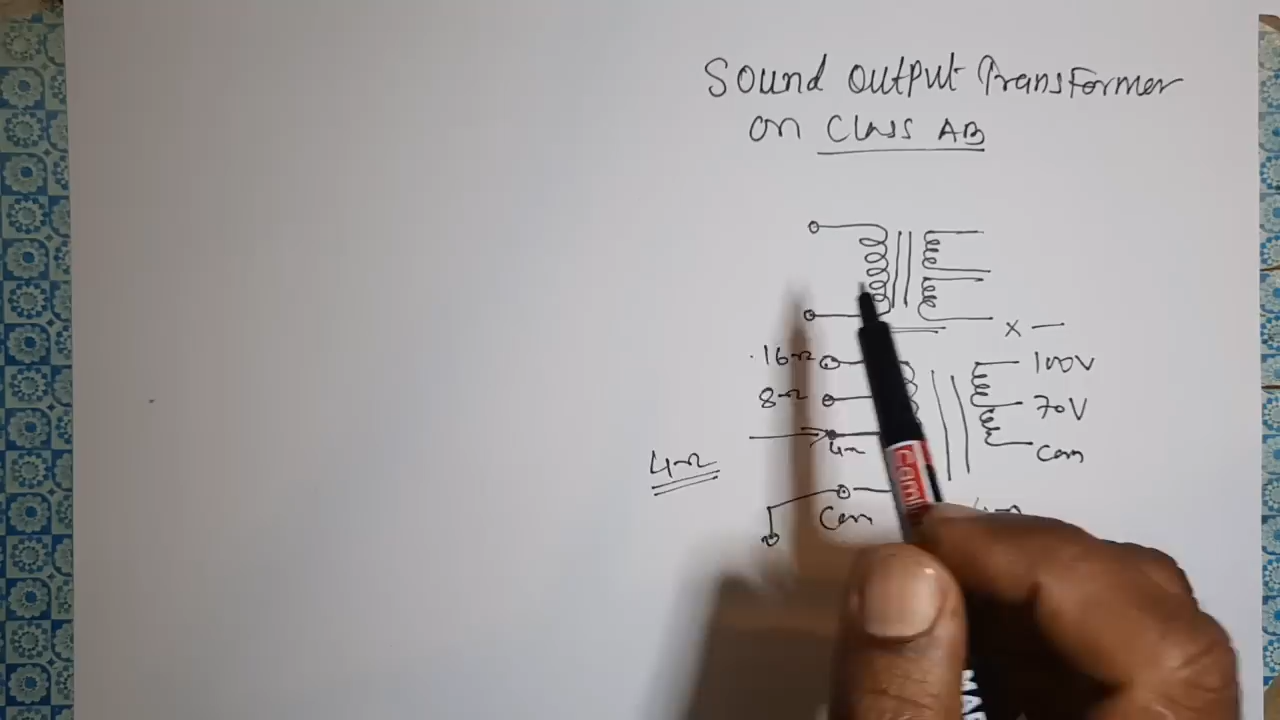 Sound Output Transformer
on Class AB
x —
.16Ω
100V
8Ω
70V
4Ω
Com
4Ω
Com